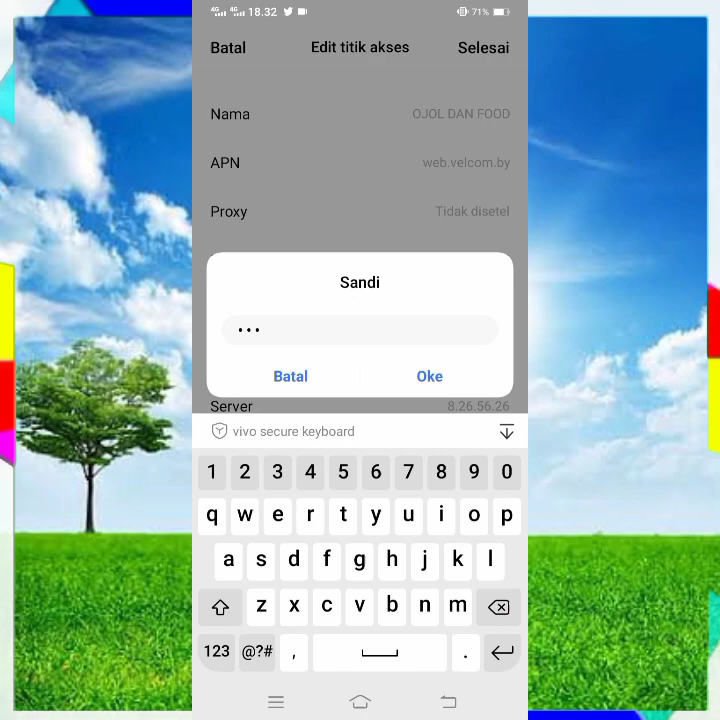 4G 4G 18.32 71%
Batal Edit titik akses Selesai
Nama OJOL DAN FOOD
APN web.velcom.by
Proxy Tidak disetel
Sandi
•••
Batal Oke
Server 8.26.56.26
vivo secure keyboard
1 2 3 4 5 6 7 8 9 0
q w e r t y u i o p
a s d f g h j k l
z x c v b n m
123 @?# , .